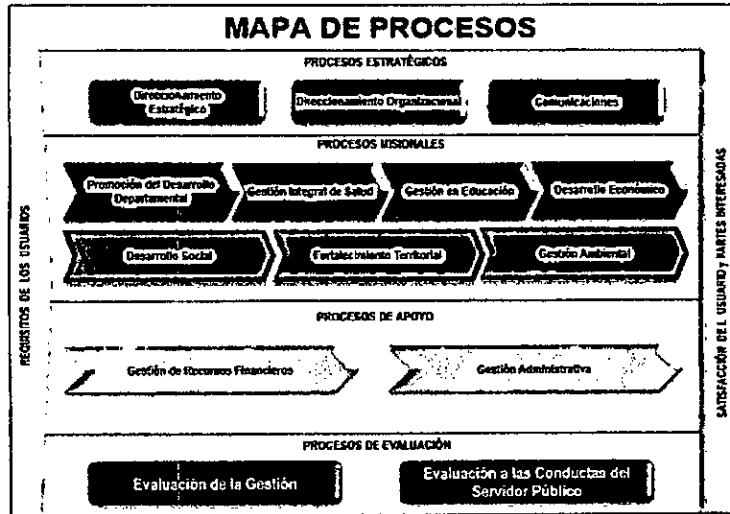 MAPA DE PROCESOS
REQUISITOS DE LOS USUARIOS
PROCESOS ESTRATÉGICOS
Direccionamiento
Estratégico
Direccionamiento Organizacional
Comunicaciones
PROCESOS MISIONALES
Promoción del Desarrollo
Departamental
Gestión Integral de Salud
Gestión en Educación
Desarrollo Económico
Desarrollo Social
Fortalecimiento Territorial
Gestión Ambiental
PROCESOS DE APOYO
Gestión de Recursos Financieros
Gestión Administrativa
PROCESOS DE EVALUACIÓN
Evaluación de la Gestión
Evaluación a las Conductas del
Servidor Público
SATISFACCIÓN DEL USUARIO y PARTES INTERESADAS